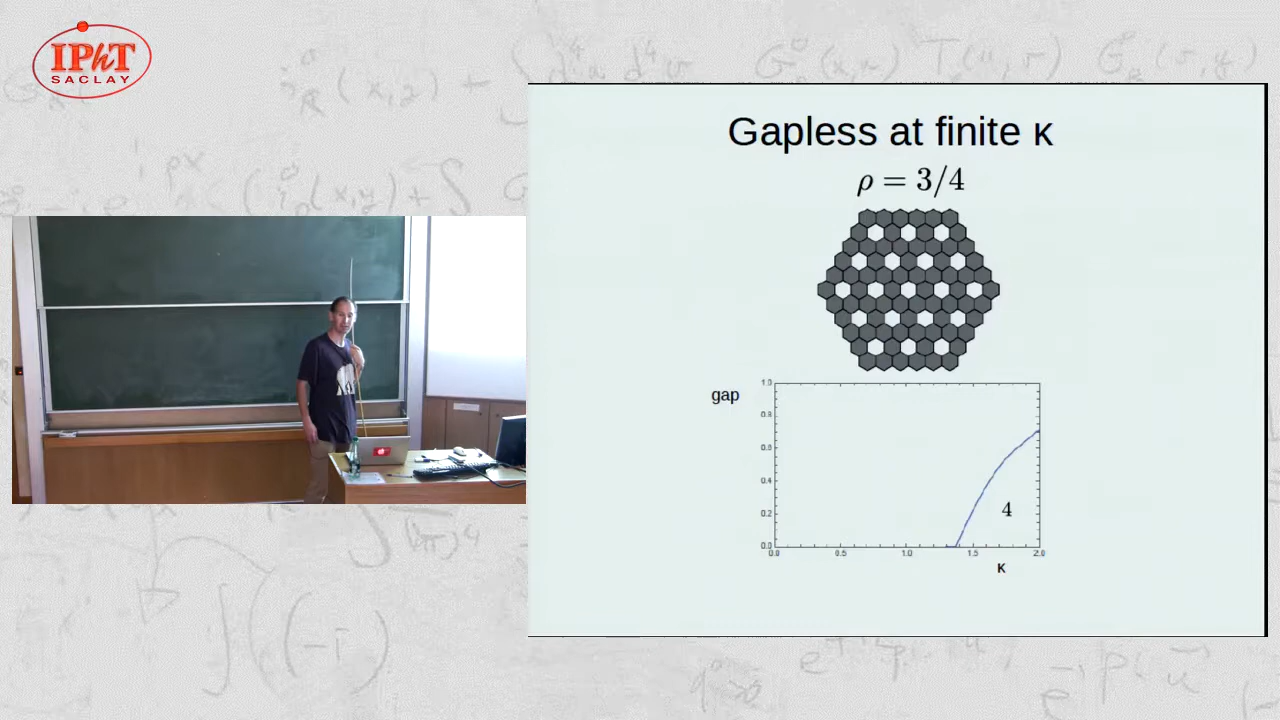 IPhT
SACLAY
Gapless at finite κ
ρ = 3/4
gap
1.0
0.8
0.6
0.4
0.2
0.0
4
0.0 0.5 1.0 1.5 2.0
κ